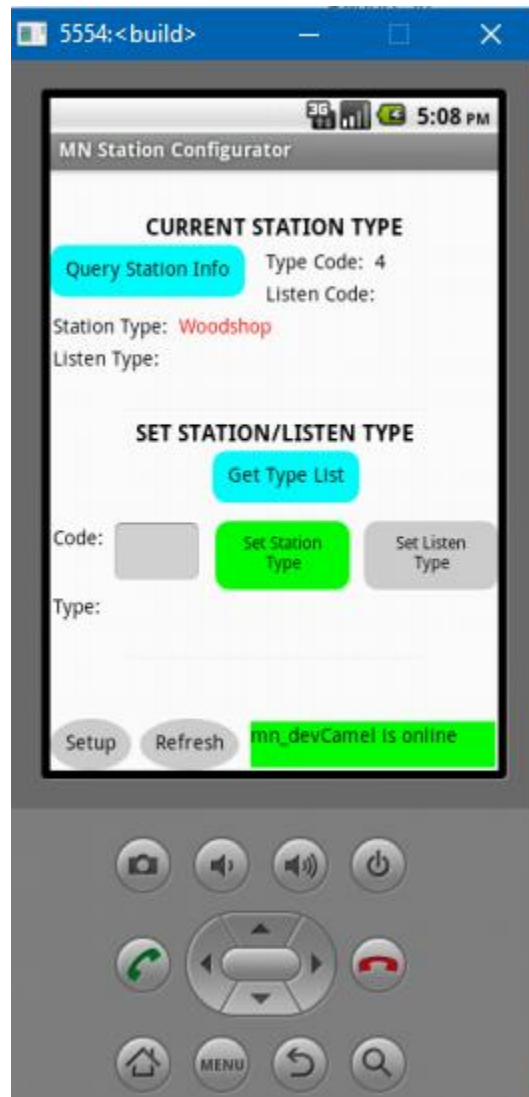 5554:<build>
3G 5:08 PM
MN Station Configurator
CURRENT STATION TYPE
Query Station Info
Type Code: 4
Listen Code:
Station Type: Woodshop
Listen Type:
SET STATION/LISTEN TYPE
Get Type List
Code:
Set Station
Type
Set Listen
Type
Type:
Setup
Refresh
mn_devCamel is online
MENU